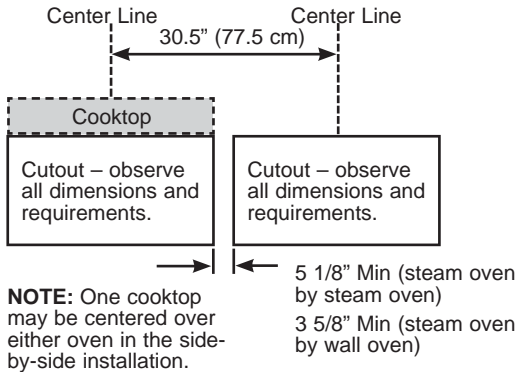 Center Line
Center Line
30.5” (77.5 cm)
Cooktop
Cutout – observe
all dimensions and
requirements.
Cutout – observe
all dimensions and
requirements.
NOTE: One cooktop
may be centered over
either oven in the side-
by-side installation.
5 1/8” Min (steam oven
by steam oven)
3 5/8” Min (steam oven
by wall oven)